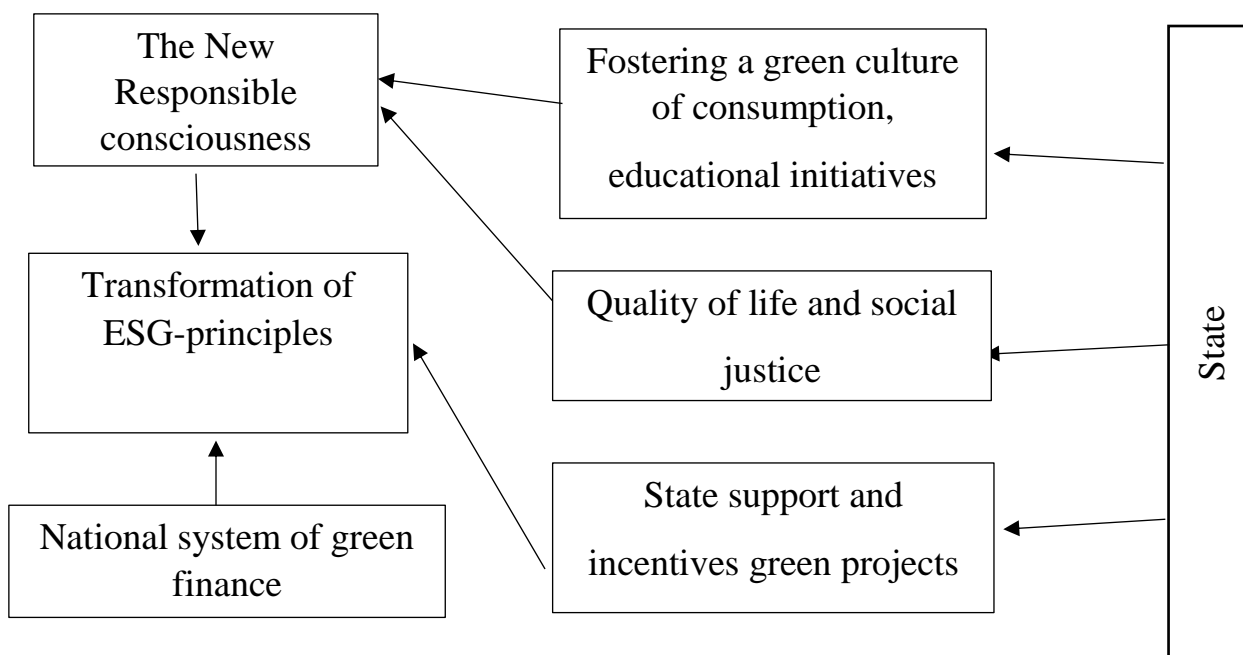 The New
Responsible
consciousness
Fostering a green culture
of consumption,
educational initiatives
Transformation of
ESG-principles
Quality of life and social
justice
State
National system of green
finance
State support and
incentives green projects